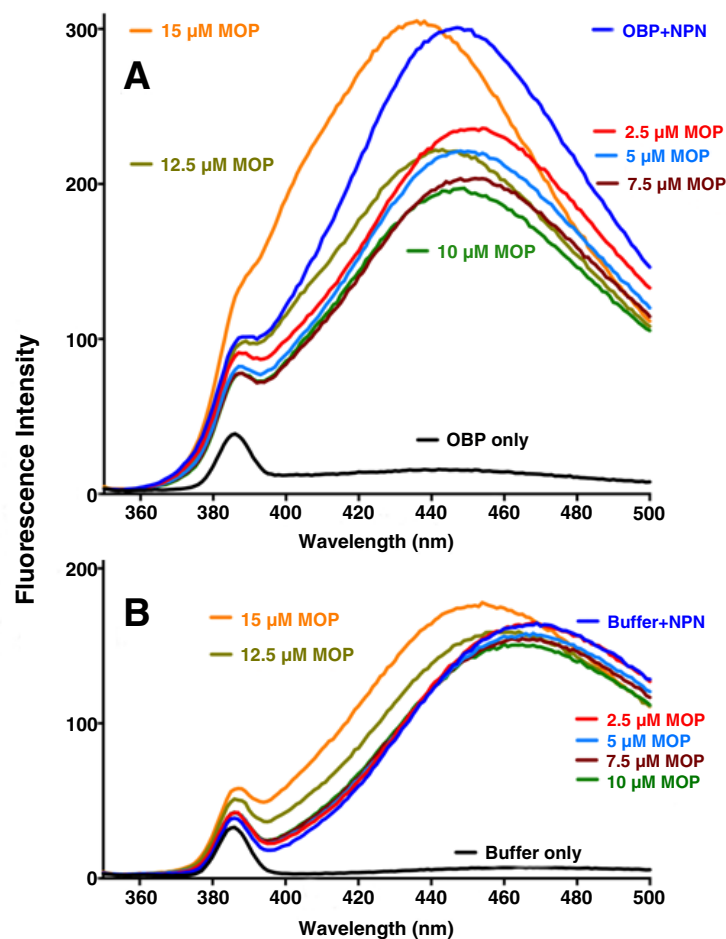 300
15 µM MOP
OBP+NPN
A
2.5 µM MOP
12.5 µM MOP
5 µM MOP
200
7.5 µM MOP
10 µM MOP
100
OBP only
0
360 380 400 420 440 460 480 500
Wavelength (nm)
Fluorescence Intensity
200
B
15 µM MOP
Buffer+NPN
12.5 µM MOP
100
2.5 µM MOP
5 µM MOP
7.5 µM MOP
10 µM MOP
Buffer only
0
360 380 400 420 440 460 480 500
Wavelength (nm)